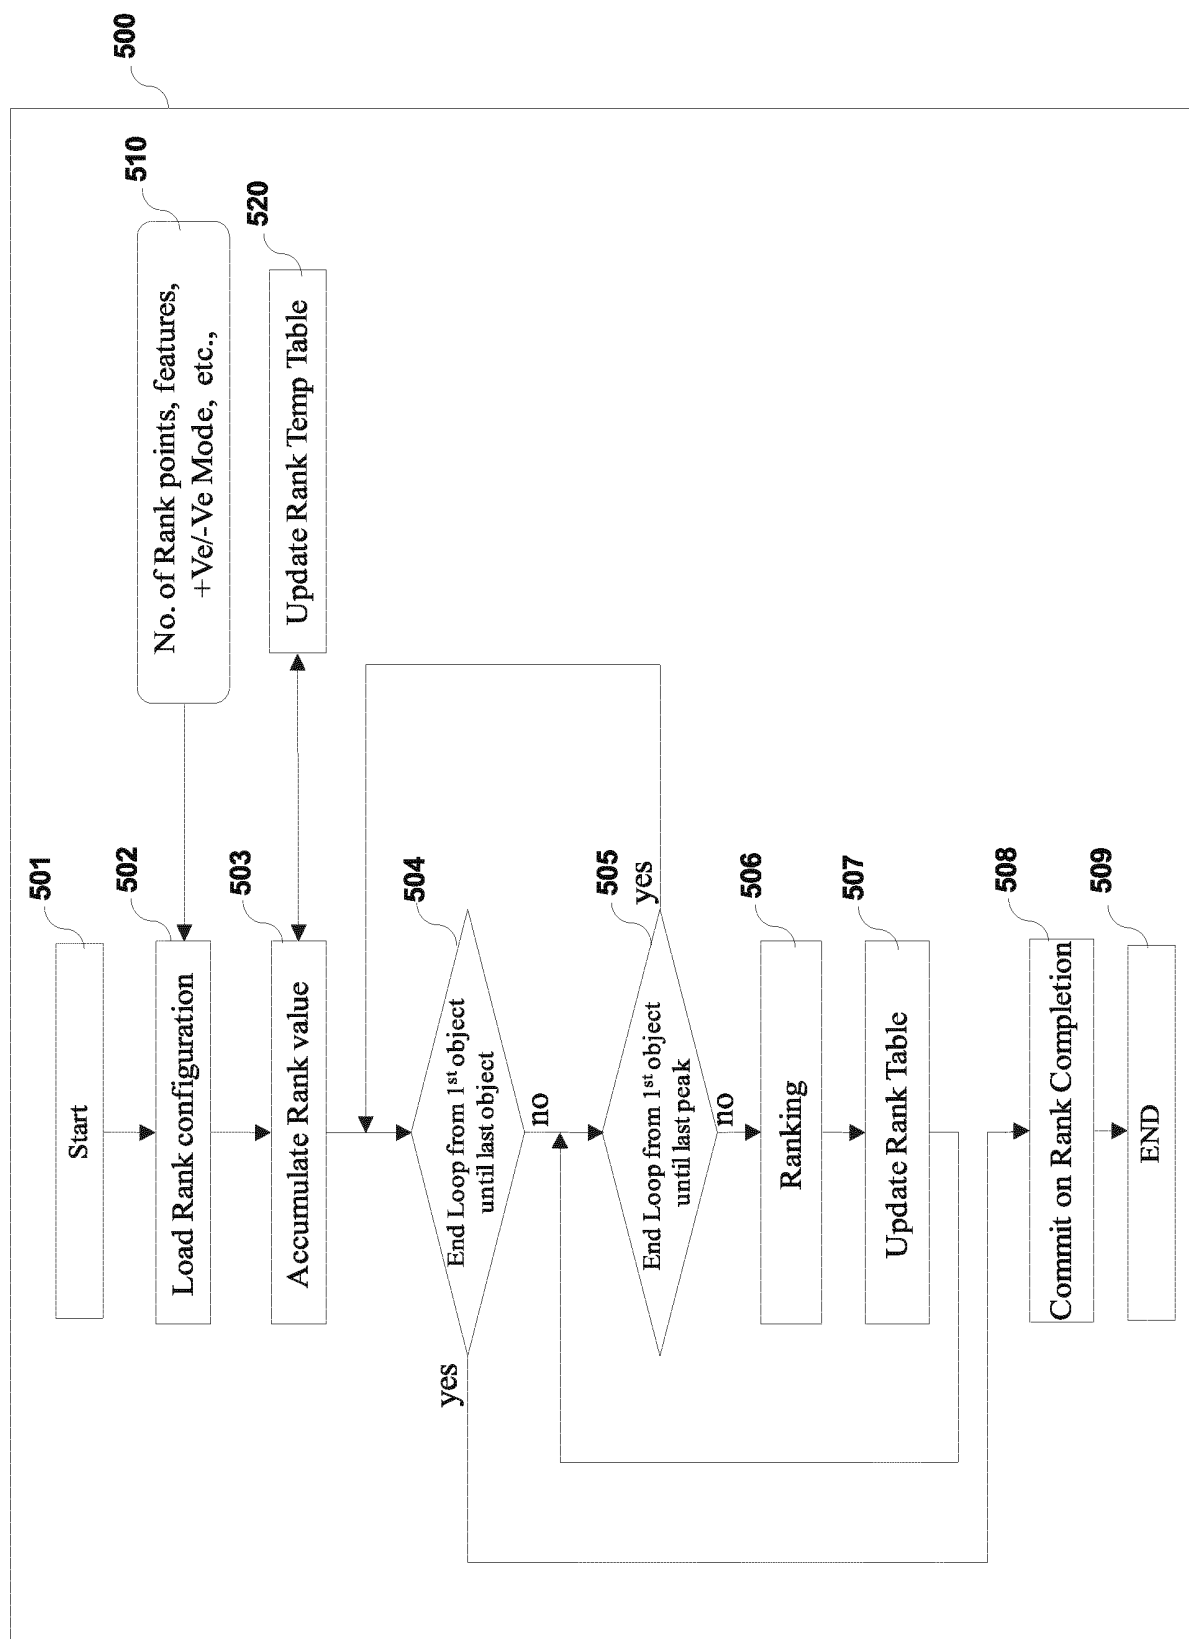 500
501
Start
502
Load Rank configuration
510
No. of Rank points, features,
+Ve/-Ve Mode, etc.,
503
Accumulate Rank value
520
Update Rank Temp Table
504
End Loop from 1st object
until last object
yes
no
505
End Loop from 1st object
until last peak
yes
no
506
Ranking
507
Update Rank Table
508
Commit on Rank Completion
509
END